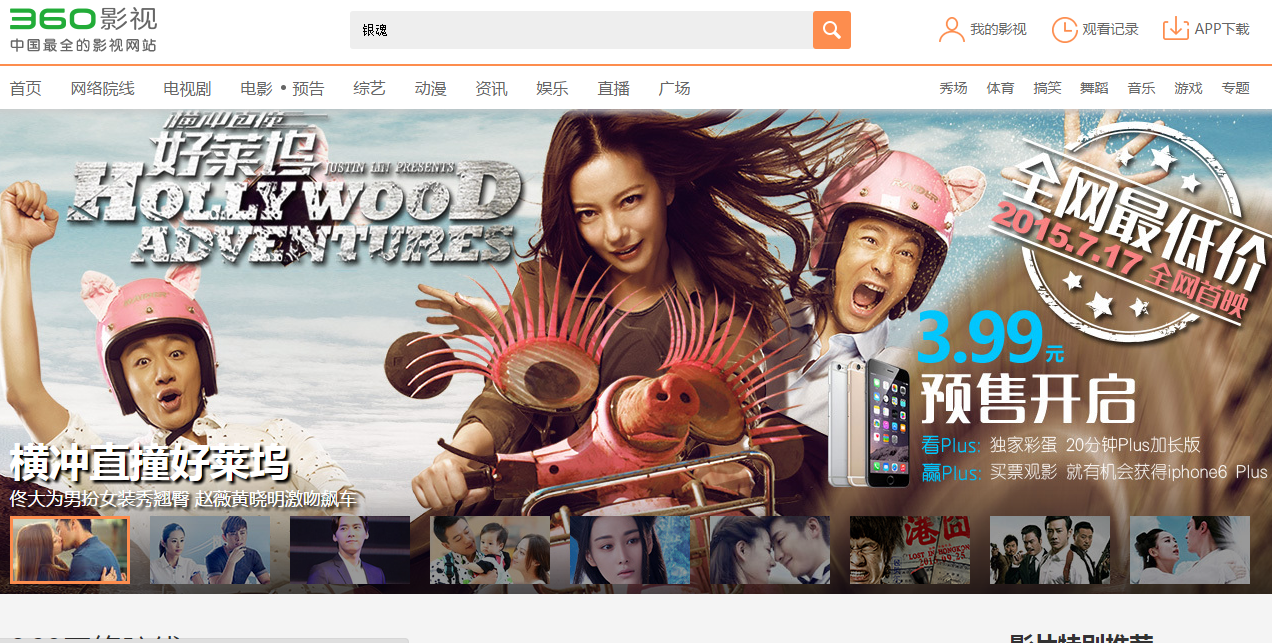 360影视
中国最全的影视网站
银魂
我的影视
观看记录
APP下载
首页 网络院线 电视剧 电影 • 预告 综艺 动漫 资讯 娱乐 直播 广场
秀场 体育 搞笑 舞蹈 音乐 游戏 专题
横冲直撞
好莱坞
JUSTIN LIN PRESENTS
HOLLYWOOD
ADVENTURES
全网最低价
2015.7.17 全网首映
3.99元
预售开启
看Plus: 独家彩蛋 20分钟Plus加长版
赢Plus: 买票观影 就有机会获得iphone6 Plus
横冲直撞好莱坞
佟大为男扮女装秀翘臀 赵薇黄晓明激吻飙车
港囧
LOST IN HONGKONG
影片特别推荐